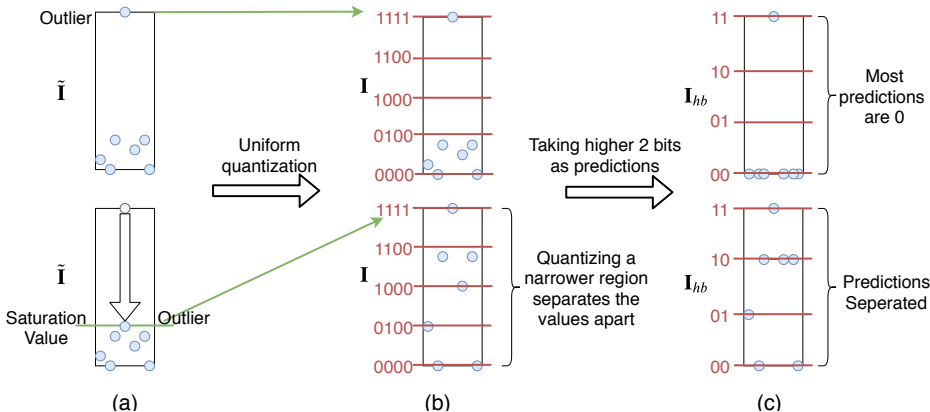 Outlier
Ĩ
Uniform
quantization
1111
1100
I
1000
0100
0000
Taking higher 2 bits
as predictions
11
10
I_hb
01
00
Most
predictions
are 0
Ĩ
Saturation
Value
Outlier
1111
1100
I
1000
0100
0000
Quantizing a
narrower region
separates the
values apart
11
10
I_hb
01
00
Predictions
Seperated
(a)
(b)
(c)